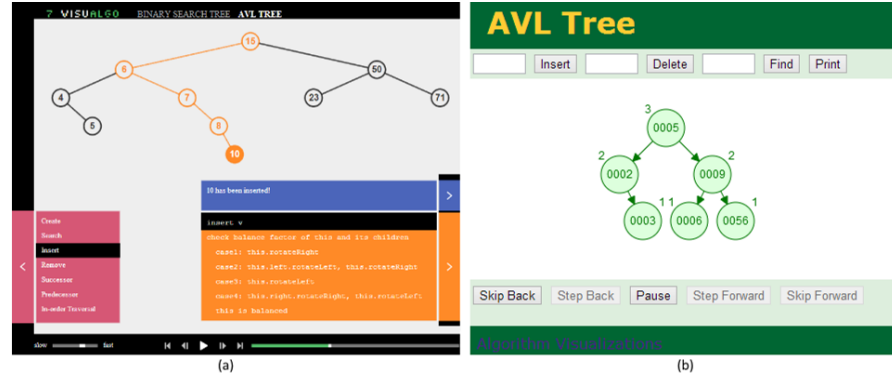 7 VISUALGO BINARY SEARCH TREE AVL TREE
15
6 50
4 7 23 71
5 8
10
10 has been inserted!
insert v
check balance factor of this and its children
case1: this.rotateRight
case2: this.left.rotateLeft, this.rotateRight
case3: this.rotateLeft
case4: this.right.rotateRight, this.rotateLeft
this is balanced
Create
Search
Insert
Remove
Successor
Predecessor
In-order Traversal
slow fast
(a)
AVL Tree
Insert Delete Find Print
3
0005
2 2
0002 0009
1 1 1
0003 0006 0056
Skip Back Step Back Pause Step Forward Skip Forward
Algorithm Visualizations
(b)